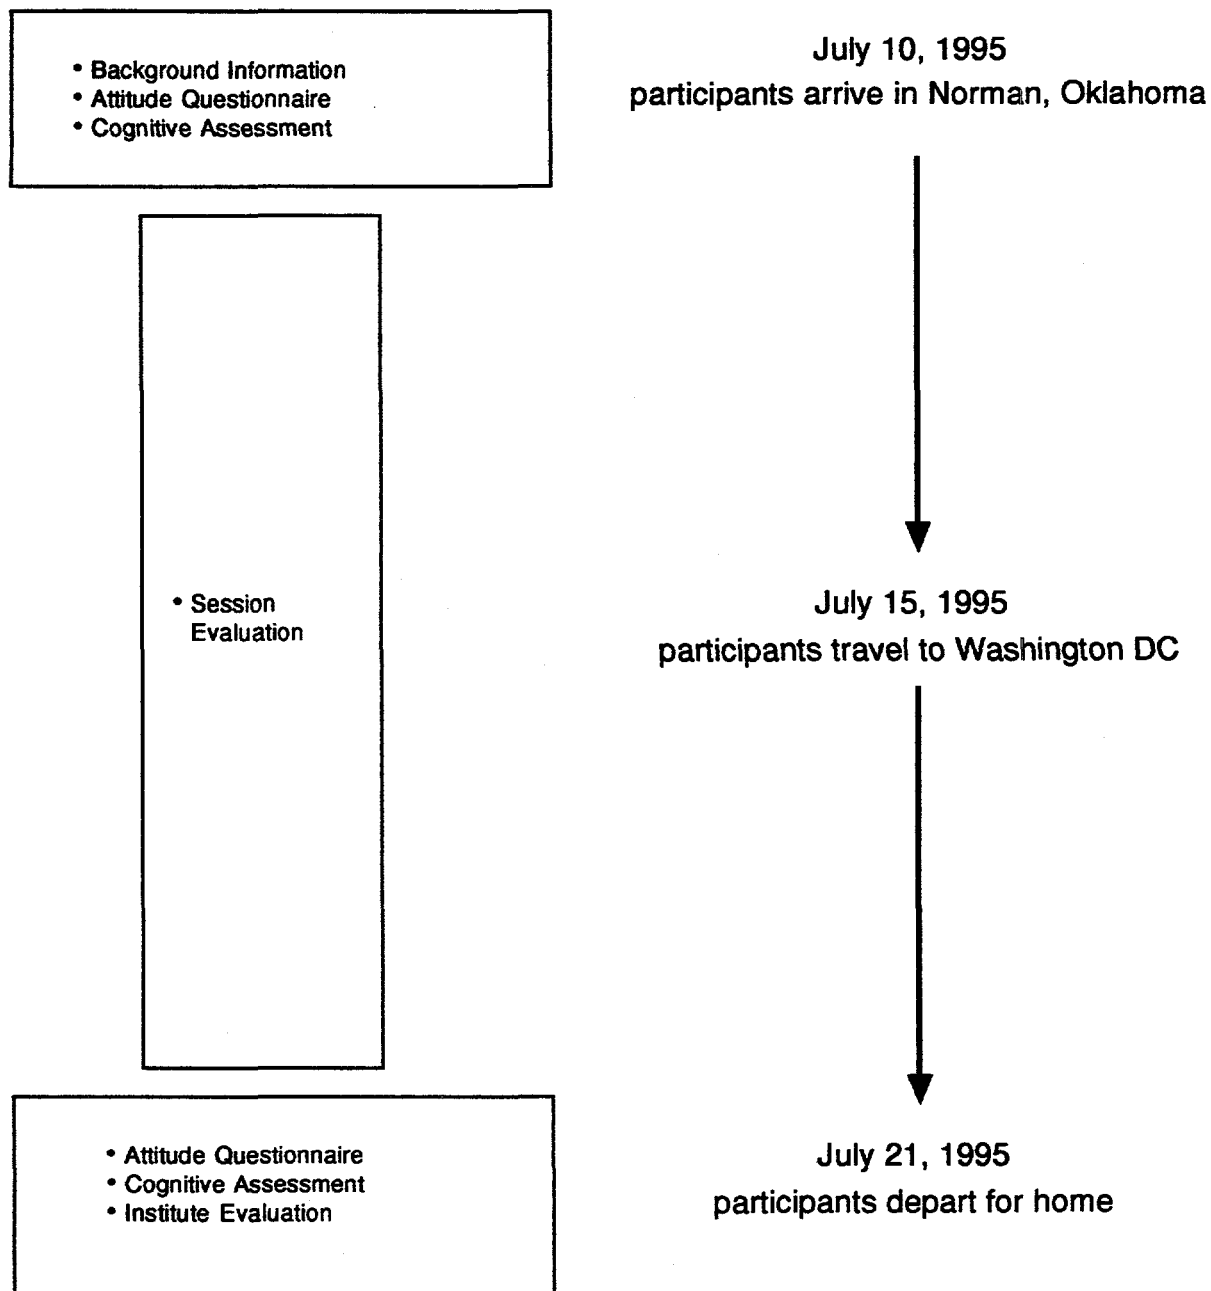 • Background Information
• Attitude Questionnaire
• Cognitive Assessment
July 10, 1995
participants arrive in Norman, Oklahoma
• Session
Evaluation
July 15, 1995
participants travel to Washington DC
• Attitude Questionnaire
• Cognitive Assessment
• Institute Evaluation
July 21, 1995
participants depart for home